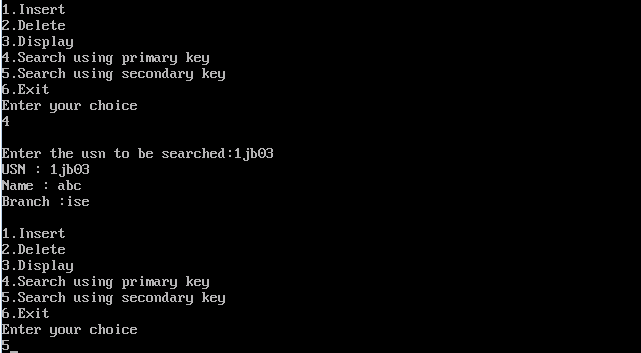 1.Insert
2.Delete
3.Display
4.Search using primary key
5.Search using secondary key
6.Exit
Enter your choice
4
Enter the usn to be searched:1jb03
USN : 1jb03
Name : abc
Branch :ise
1.Insert
2.Delete
3.Display
4.Search using primary key
5.Search using secondary key
6.Exit
Enter your choice
5_